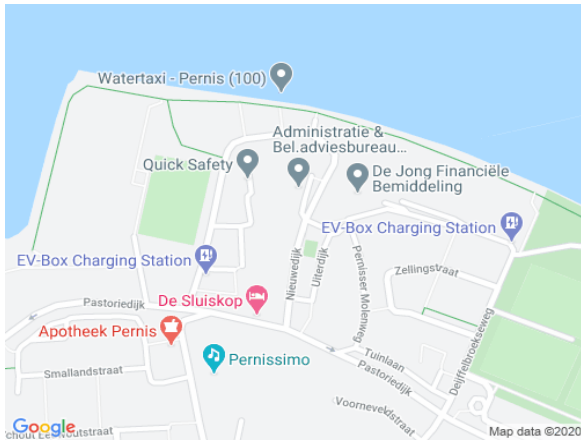 Watertaxi - Pernis (100)
Administratie &
Bel.adviesbureau...
Quick Safety
De Jong Financiële
Bemiddeling
EV-Box Charging Station
EV-Box Charging Station
Zellingstraat
Nieuwedijk
Uiterdijk
Pernisser Molenweg
De Sluiskop
Pastoriedijk
Apotheek Pernis
Deijffelbroekseweg
Pernissimo
Tuinlaan
Pastoriedijk
Smallandstraat
Voorneveldstraat
Google
Map data ©2020